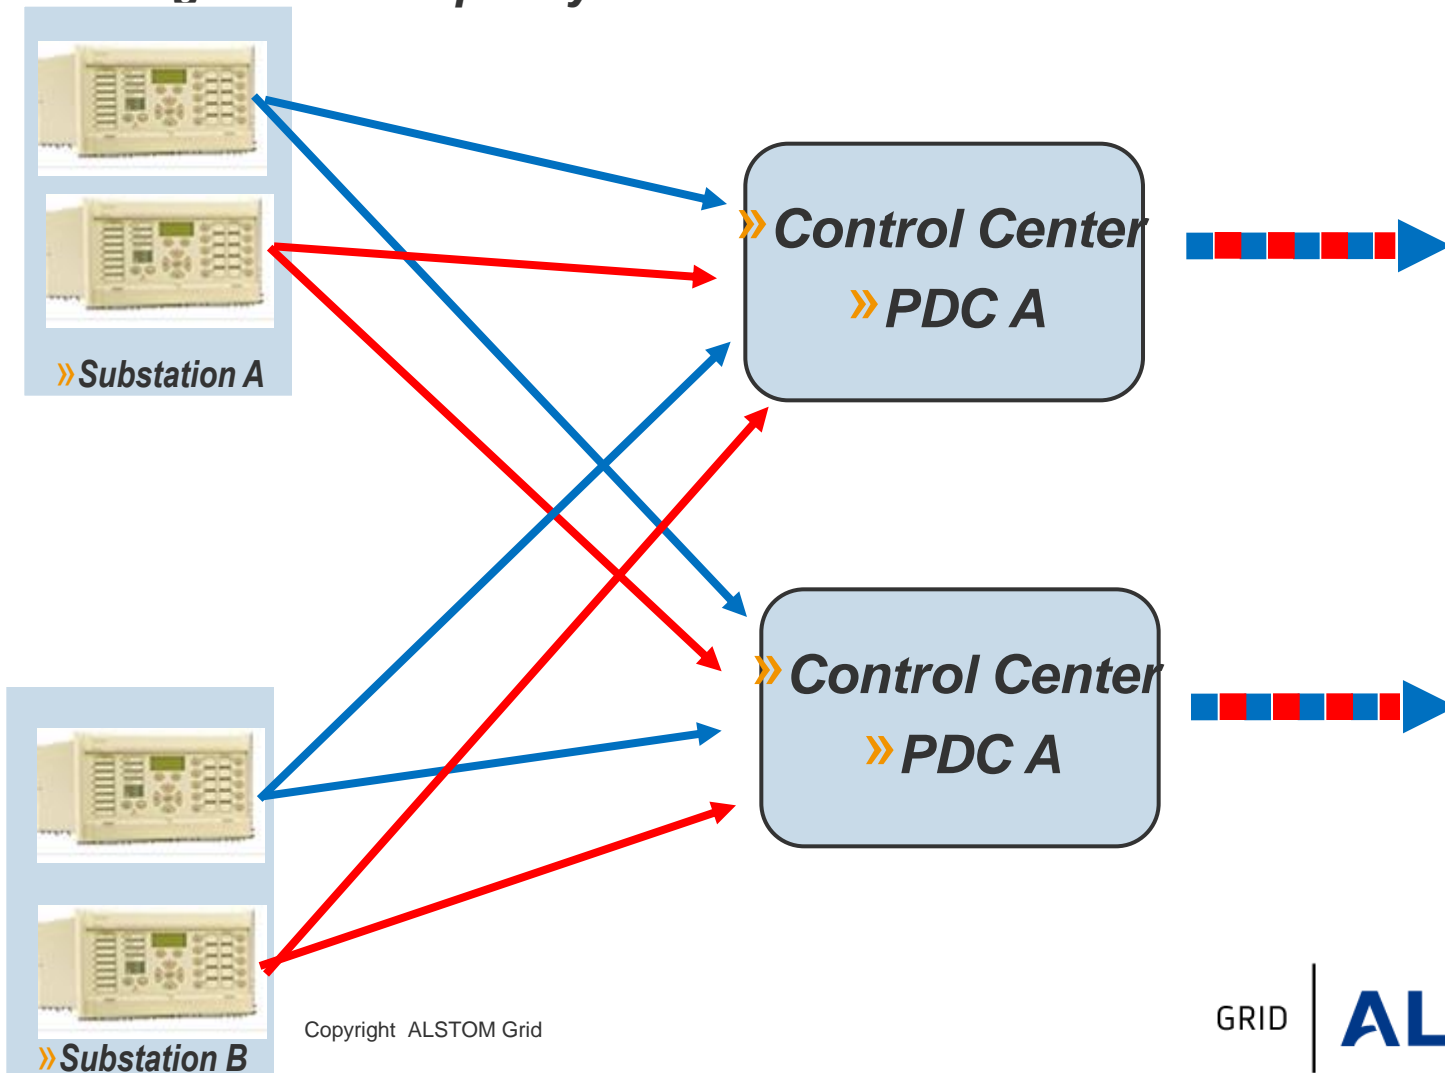 » Substation A
» Control Center
» PDC A
» Control Center
» PDC A
» Substation B
Copyright ALSTOM Grid
GRID
AL